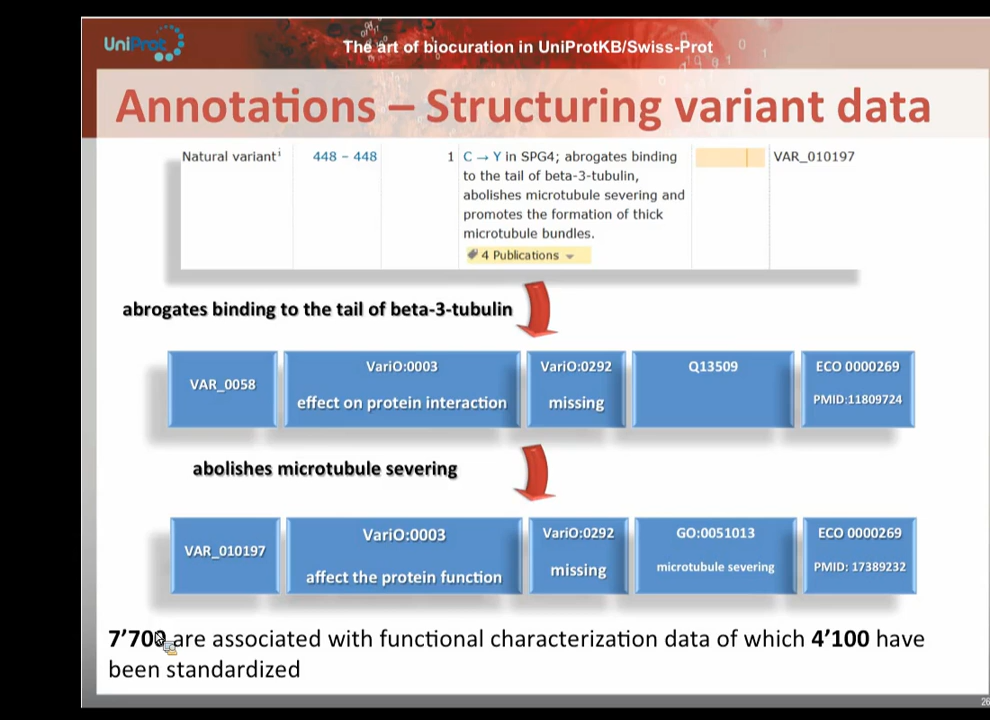 UniProt
The art of biocuration in UniProtKB/Swiss-Prot
Annotations – Structuring variant data
Natural variantⁱ 448 – 448 1 C → Y in SPG4; abrogates binding VAR_010197
to the tail of beta-3-tubulin,
abolishes microtubule severing and
promotes the formation of thick
microtubule bundles.
4 Publications
abrogates binding to the tail of beta-3-tubulin
VAR_0058
VariO:0003
effect on protein interaction
VariO:0292
missing
Q13509
ECO 0000269
PMID:11809724
abolishes microtubule severing
VAR_010197
VariO:0003
affect the protein function
VariO:0292
missing
GO:0051013
microtubule severing
ECO 0000269
PMID: 17389232
7’700 are associated with functional characterization data of which 4’100 have
been standardized
26